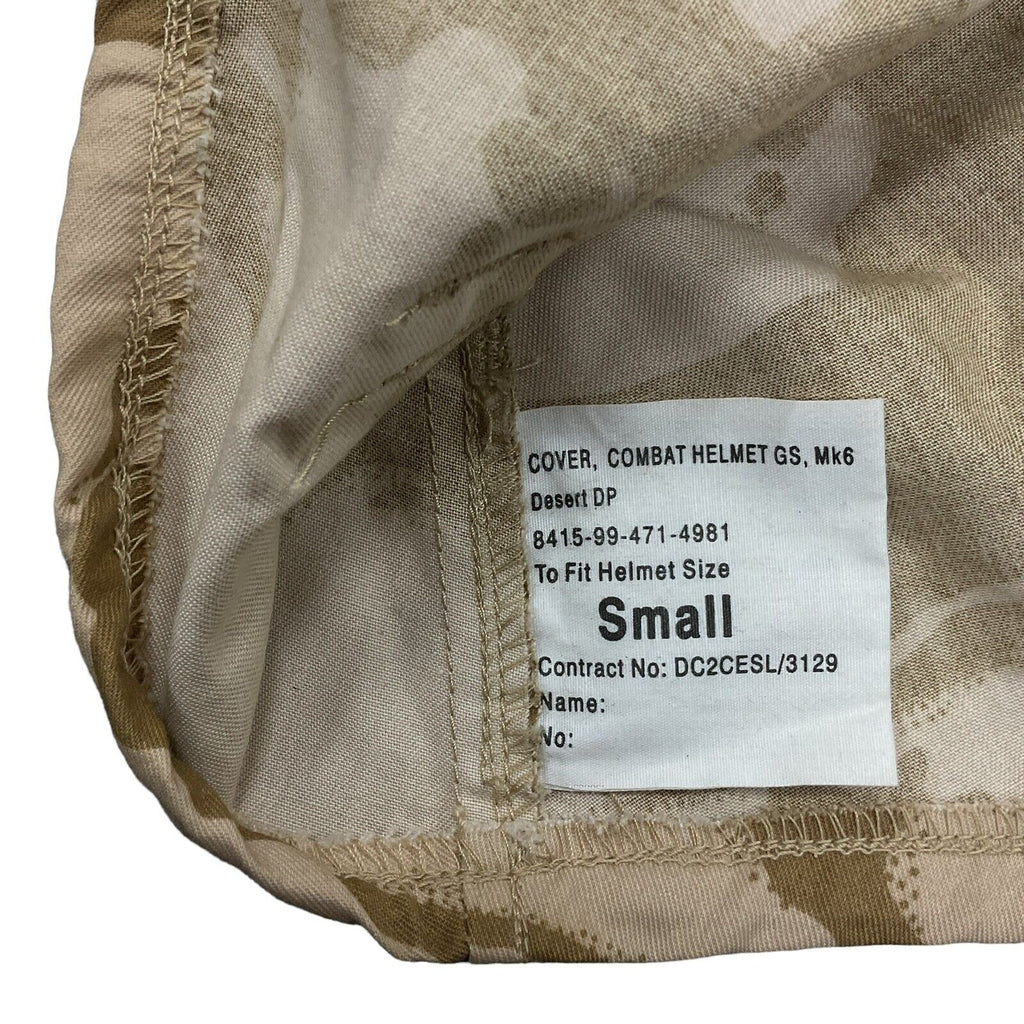 COVER, COMBAT HELMET GS, Mk6
Desert DP
8415-99-471-4981
To Fit Helmet Size
Small
Contract No: DC2CESL/3129
Name:
No: